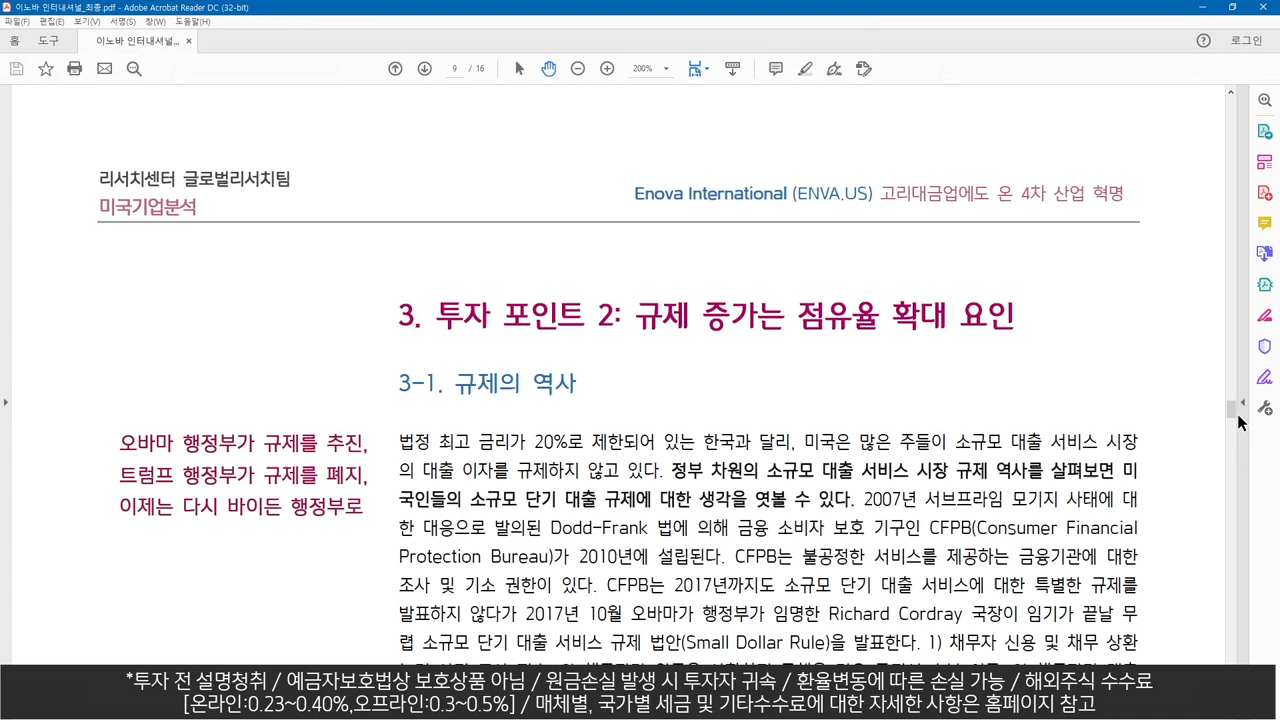 이노바 인터내셔널_최종.pdf - Adobe Acrobat Reader DC (32-bit)
파일(F) 편집(E) 보기(V) 서명(S) 창(W) 도움말(H)
홈 도구 이노바 인터내셔널... × 로그인
9 / 16 200%
리서치센터 글로벌리서치팀
미국기업분석
Enova International (ENVA.US) 고리대금업에도 온 4차 산업 혁명
3. 투자 포인트 2: 규제 증가는 점유율 확대 요인
3-1. 규제의 역사
오바마 행정부가 규제를 추진,
트럼프 행정부가 규제를 폐지,
이제는 다시 바이든 행정부로
법정 최고 금리가 20%로 제한되어 있는 한국과 달리, 미국은 많은 주들이 소규모 대출 서비스 시장
의 대출 이자를 규제하지 않고 있다. 정부 차원의 소규모 대출 서비스 시장 규제 역사를 살펴보면 미
국인들의 소규모 단기 대출 규제에 대한 생각을 엿볼 수 있다. 2007년 서브프라임 모기지 사태에 대
한 대응으로 발의된 Dodd-Frank 법에 의해 금융 소비자 보호 기구인 CFPB(Consumer Financial
Protection Bureau)가 2010년에 설립된다. CFPB는 불공정한 서비스를 제공하는 금융기관에 대한
조사 및 기소 권한이 있다. CFPB는 2017년까지도 소규모 단기 대출 서비스에 대한 특별한 규제를
발표하지 않다가 2017년 10월 오바마가 행정부가 임명한 Richard Cordray 국장이 임기가 끝날 무
렵 소규모 단기 대출 서비스 규제 법안(Small Dollar Rule)을 발표한다. 1) 채무자 신용 및 채무 상환
*투자 전 설명청취 / 예금자보호법상 보호상품 아님 / 원금손실 발생 시 투자자 귀속 / 환율변동에 따른 손실 가능 / 해외주식 수수료
[온라인:0.23~0.40%,오프라인:0.3~0.5%] / 매체별, 국가별 세금 및 기타수수료에 대한 자세한 사항은 홈페이지 참고